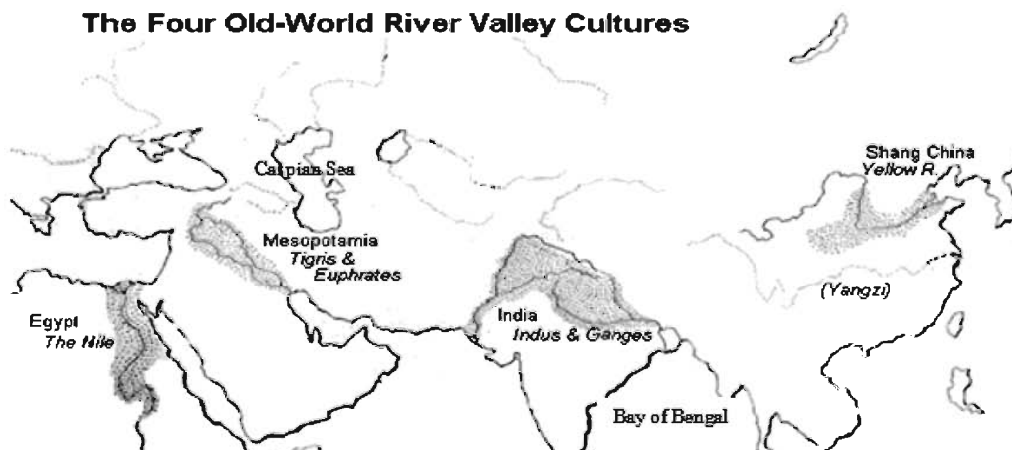 The Four Old-World River Valley Cultures
Caspian Sea
Shang China
Yellow R.
Mesopotamia
Tigris &
Euphrates
(Yangzi)
Egypt
The Nile
India
Indus & Ganges
Bay of Bengal